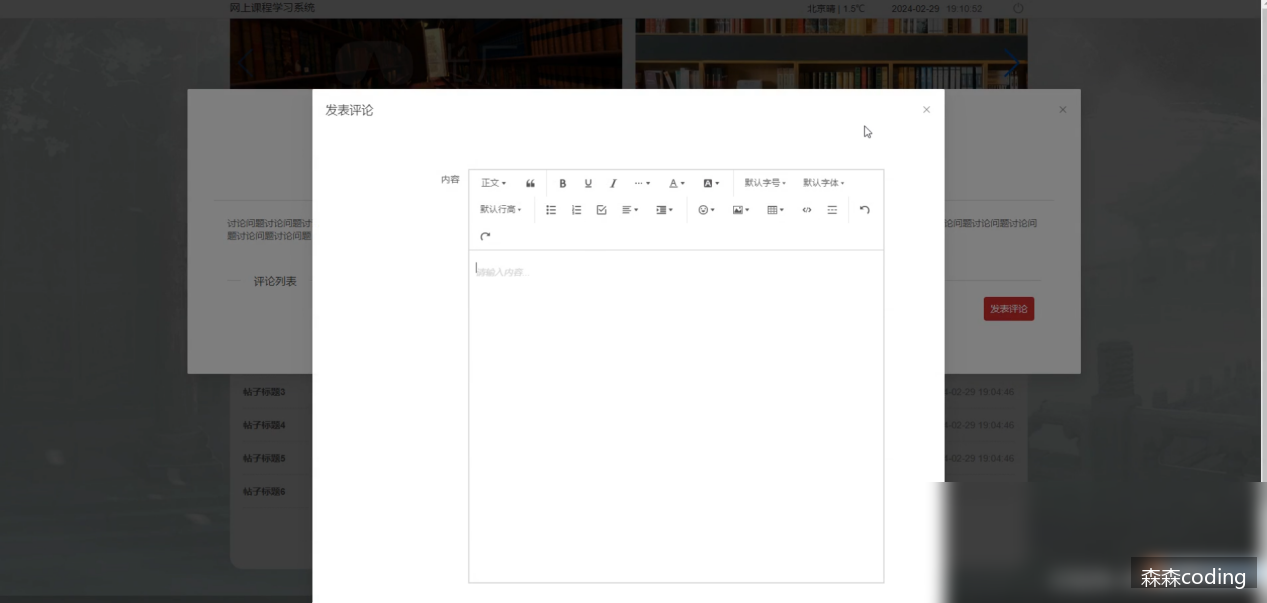 网上课程学习系统
北京晴 | 1.5℃ 2024-02-29 19:10:52
发表评论
内容
正文 B U I A A 默认字号 默认字体
默认行高
请输入内容...
讨论问题讨论问题讨 论问题讨论问题讨论问
题讨论问题讨论问题
评论列表
发表评论
帖子标题3 -02-29 19:04:46
帖子标题4 -02-29 19:04:46
帖子标题5 -02-29 19:04:46
帖子标题6
森森coding